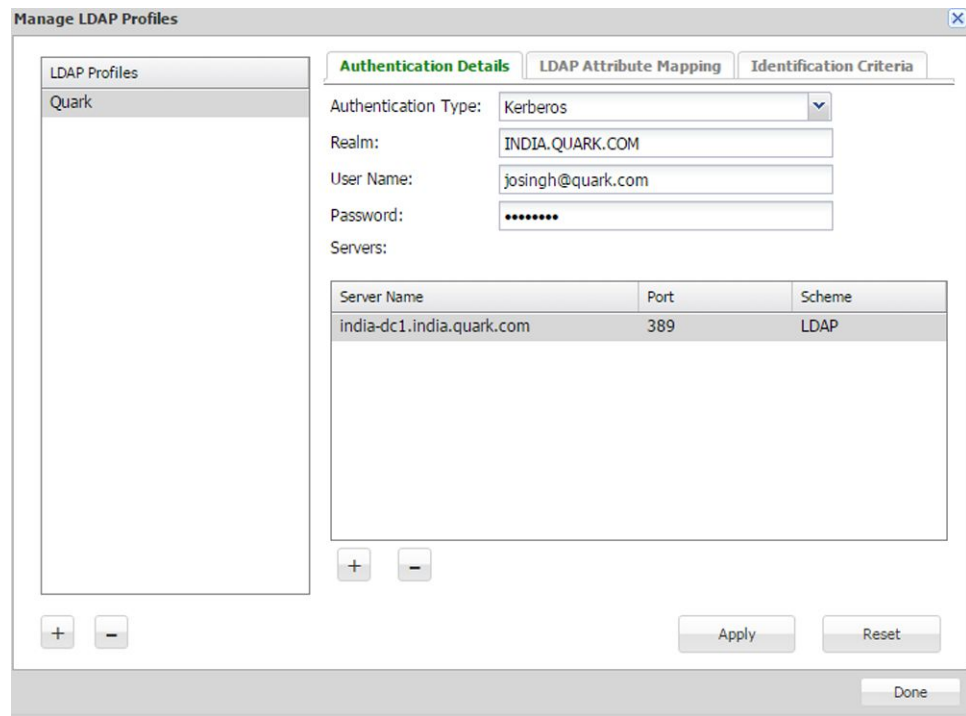 Manage LDAP Profiles
LDAP Profiles
Quark
Authentication Details LDAP Attribute Mapping Identification Criteria
Authentication Type: Kerberos
Realm: INDIA.QUARK.COM
User Name: josingh@quark.com
Password: ••••••••
Servers:
Server Name Port Scheme
india-dc1.india.quark.com 389 LDAP
+ -
+ -
Apply Reset
Done